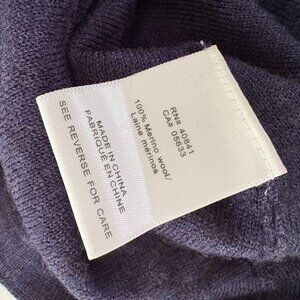 RN# 40841
CA# 05633
100% Merino wool/
Laine mérinos
MADE IN CHINA
FABRIQUÉ EN CHINE
SEE REVERSE FOR CARE